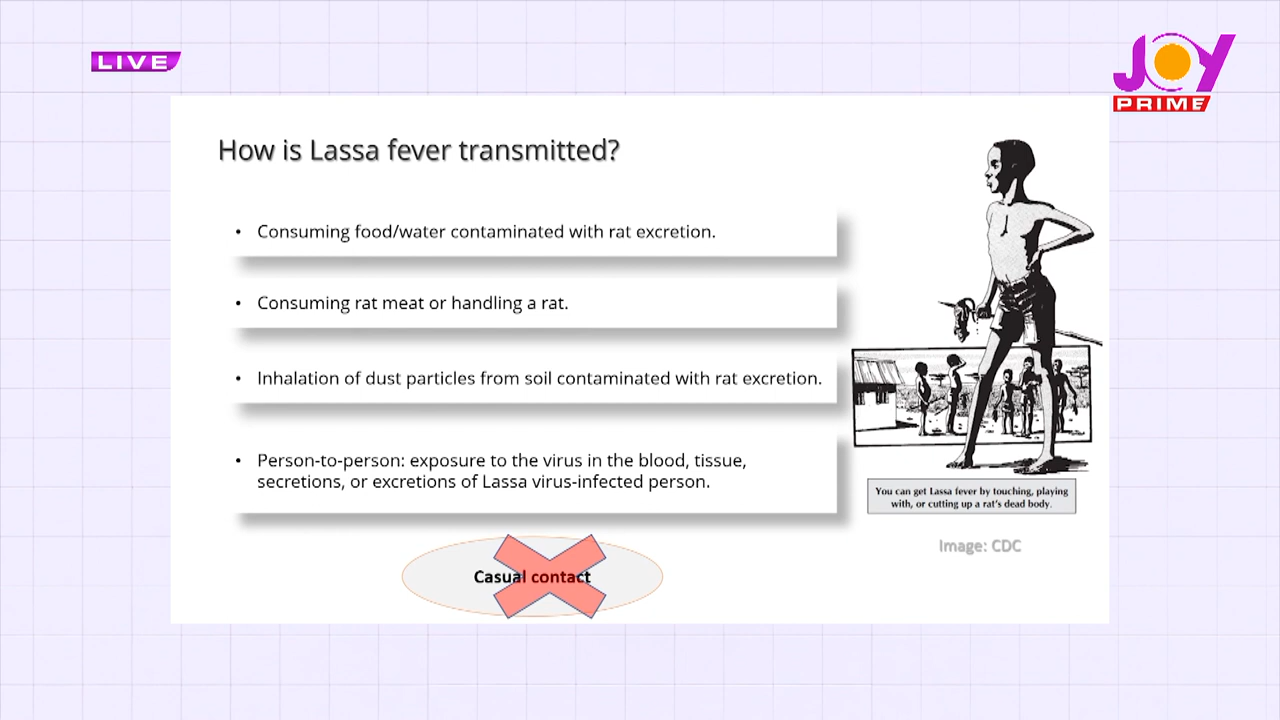 LIVE
JOY
PRIME
How is Lassa fever transmitted?
• Consuming food/water contaminated with rat excretion.
• Consuming rat meat or handling a rat.
• Inhalation of dust particles from soil contaminated with rat excretion.
• Person-to-person: exposure to the virus in the blood, tissue,
secretions, or excretions of Lassa virus-infected person.
Casual contact
You can get Lassa fever by touching, playing
with, or cutting up a rat's dead body.
Image: CDC